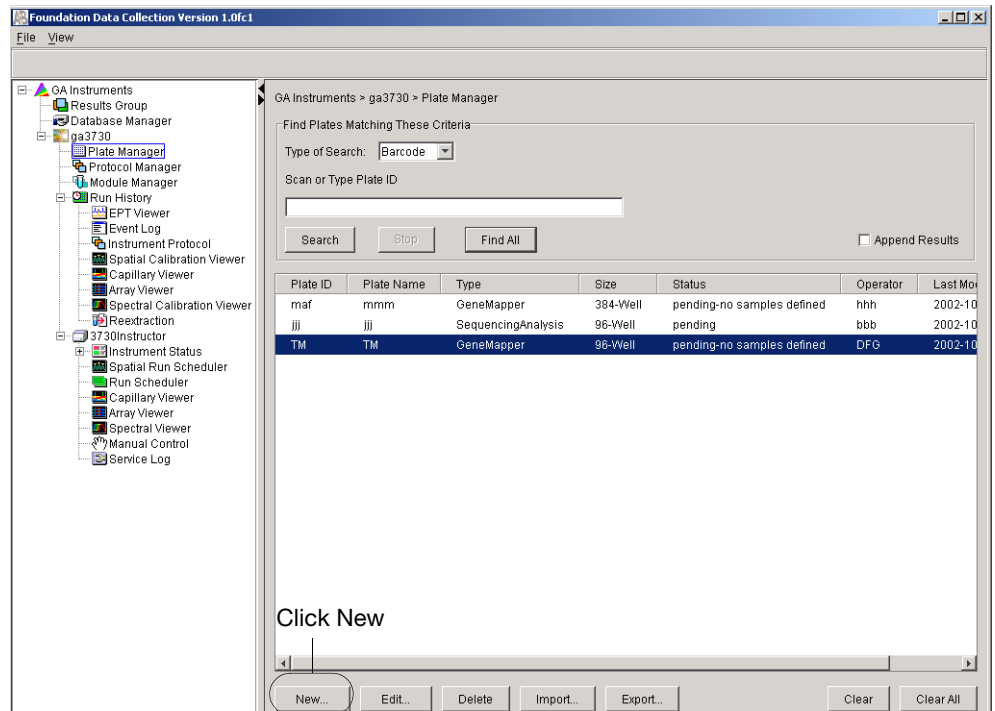 Foundation Data Collection Version 1.0fc1
File View
GA Instruments
Results Group
Database Manager
ga3730
Plate Manager
Protocol Manager
Module Manager
Run History
EPT Viewer
Event Log
Instrument Protocol
Spatial Calibration Viewer
Capillary Viewer
Array Viewer
Spectral Calibration Viewer
Reextraction
3730Instructor
Instrument Status
Spatial Run Scheduler
Run Scheduler
Capillary Viewer
Array Viewer
Spectral Viewer
Manual Control
Service Log
GA Instruments > ga3730 > Plate Manager
Find Plates Matching These Criteria
Type of Search: Barcode
Scan or Type Plate ID
Search Stop Find All Append Results
Plate ID Plate Name Type Size Status Operator Last Mo
maf mmm GeneMapper 384-Well pending-no samples defined hhh 2002-10
jjj jjj SequencingAnalysis 96-Well pending bbb 2002-10
TM TM GeneMapper 96-Well pending-no samples defined DFG 2002-10
Click New
New... Edit... Delete Import... Export... Clear Clear All